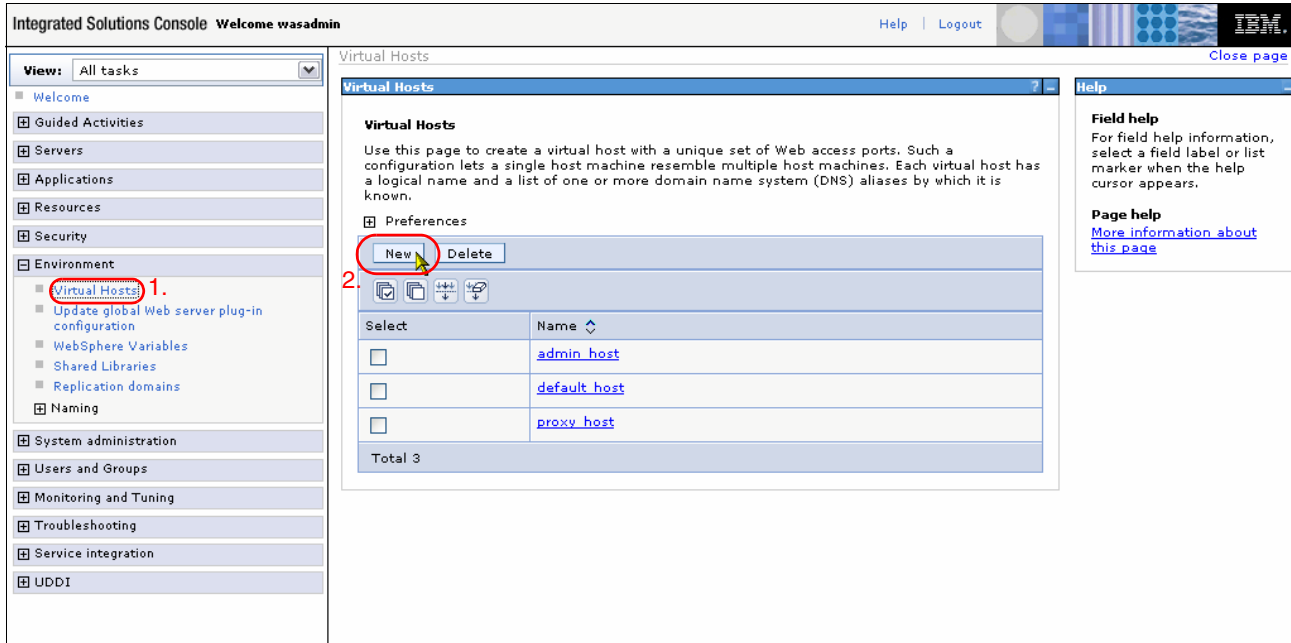 Integrated Solutions Console Welcome wasadmin
Help | Logout
IBM.
View: All tasks
Welcome
Guided Activities
Servers
Applications
Resources
Security
Environment
Virtual Hosts 1.
Update global Web server plug-in
configuration
WebSphere Variables
Shared Libraries
Replication domains
Naming
System administration
Users and Groups
Monitoring and Tuning
Troubleshooting
Service integration
UDDI
Virtual Hosts
Close page
Virtual Hosts ? -
Virtual Hosts
Use this page to create a virtual host with a unique set of Web access ports. Such a
configuration lets a single host machine resemble multiple host machines. Each virtual host has
a logical name and a list of one or more domain name system (DNS) aliases by which it is
known.
Preferences
New Delete
2.
Select Name
admin_host
default_host
proxy_host
Total 3
Help -
Field help
For field help information,
select a field label or list
marker when the help
cursor appears.
Page help
More information about
this page